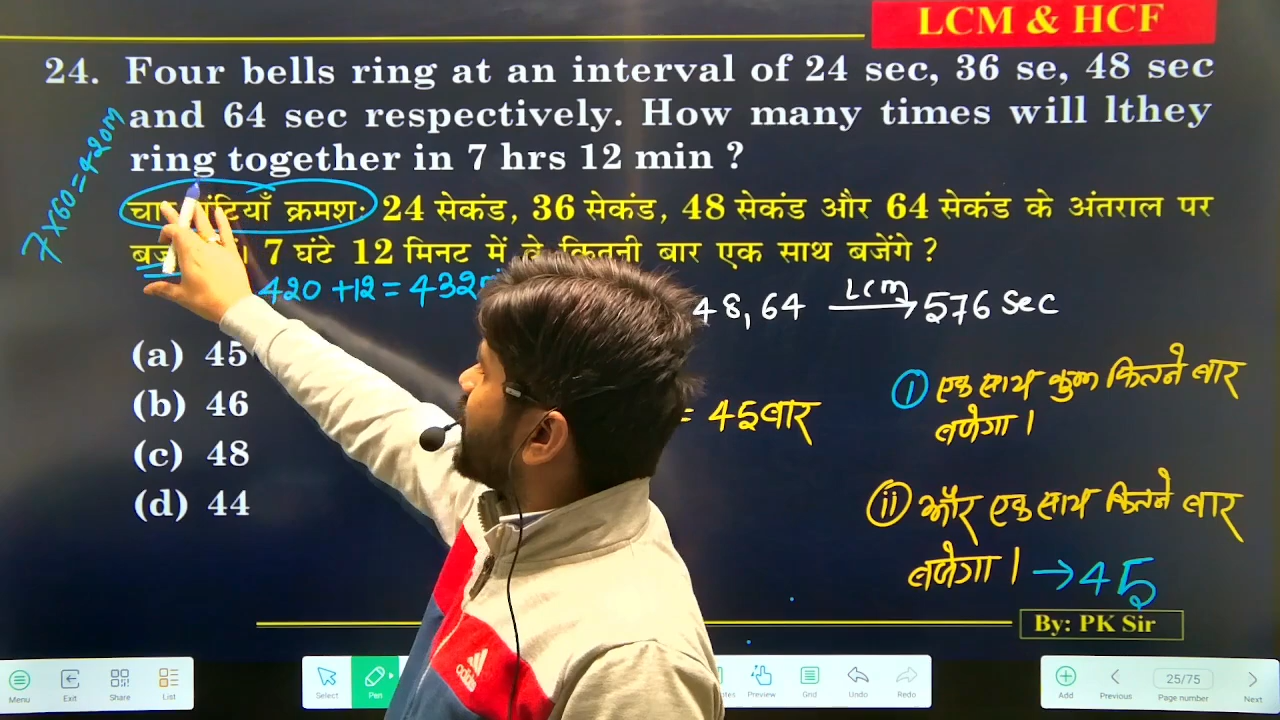 LCM & HCF
24. Four bells ring at an interval of 24 sec, 36 se, 48 sec
and 64 sec respectively. How many times will lthey
ring together in 7 hrs 12 min ?
7×60=420m
क्रमशः 24 सेकंड, 36 सेकंड, 48 सेकंड और 64 सेकंड के अंतराल पर
। 7 घंटे 12 मिनट में वे कितनी बार एक साथ बजेंगे ?
420 +12 = 432
48, 64 LCM → 576 Sec
(a) 45
(b) 46
(c) 48
(d) 44
= 45बार
(i) एक साथ कुल कितने बार
बजेगा ।
(ii) और एक साथ कितने बार
बजेगा । → 45
By: PK Sir
adidas
Menu Exit Share List Select Pen Preview Grid Undo Redo Add Previous 25/75 Page number Next